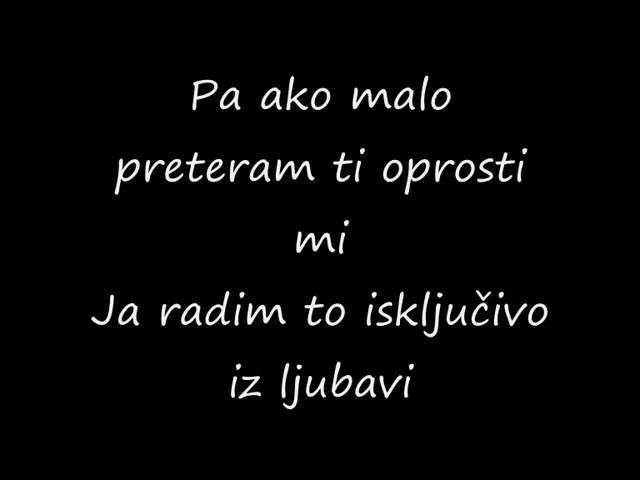 Pa ako malo
preteram ti oprosti
mi
Ja radim to isključivo
iz ljubavi